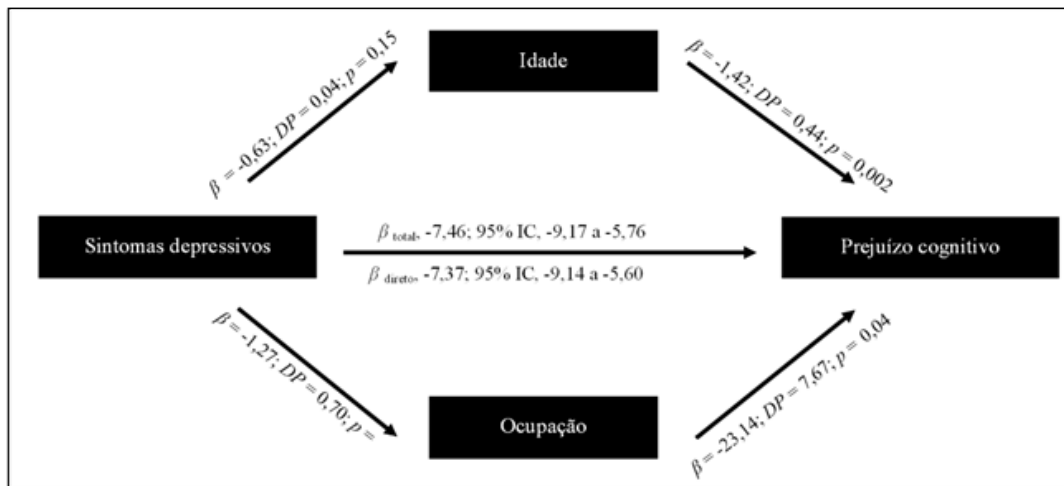 Idade
β = -0,63; DP = 0,04; p = 0,15
β = -1,42; DP = 0,44; p = 0,002
Sintomas depressivos
β total, -7,46; 95% IC, -9,17 a -5,76
β direto, -7,37; 95% IC, -9,14 a -5,60
Prejuízo cognitivo
β = -1,27; DP = 0,70; p =
Ocupação
β = -23,14; DP = 7,67; p = 0,04